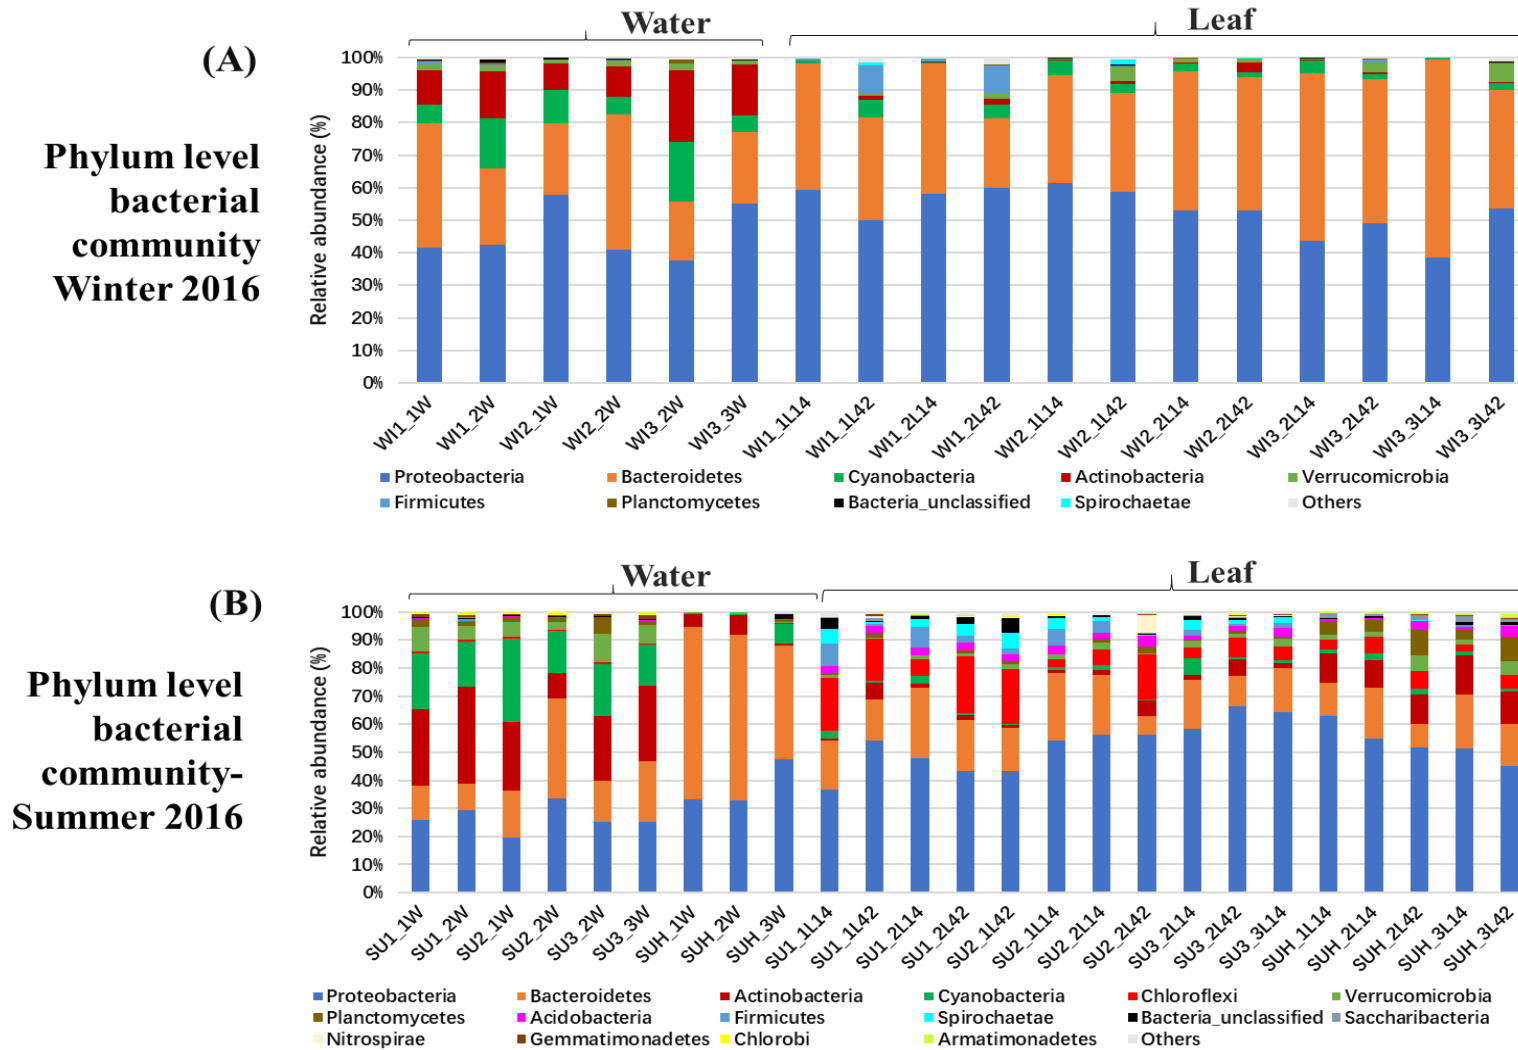 (A)
Water
Leaf
Phylum level
bacterial
community
Winter 2016
Relative abundance (%)
100%
90%
80%
70%
60%
50%
40%
30%
20%
10%
0%
WI1_1W WI1_2W WI2_1W WI2_2W WI3_2W WI3_3W WI1_1L14 WI1_1L42 WI1_2L14 WI1_2L42 WI2_1L14 WI2_1L42 WI2_2L14 WI2_2L42 WI3_2L14 WI3_2L42 WI3_3L14 WI3_3L42
Proteobacteria Bacteroidetes Cyanobacteria Actinobacteria Verrucomicrobia
Firmicutes Planctomycetes Bacteria_unclassified Spirochaetae Others
(B)
Water
Leaf
Phylum level
bacterial
community-
Summer 2016
Relative abundance (%)
100%
90%
80%
70%
60%
50%
40%
30%
20%
10%
0%
SU1_1W SU1_2W SU2_1W SU2_2W SU3_2W SU3_3W SUH_1W SUH_2W SUH_3W SU1_1L14 SU1_1L42 SU1_2L14 SU1_2L42 SU2_1L42 SU2_1L14 SU2_2L14 SU2_2L42 SU3_2L14 SU3_2L42 SU3_3L14 SUH_1L14 SUH_2L14 SUH_2L42 SUH_3L14 SUH_3L42
Proteobacteria Bacteroidetes Actinobacteria Cyanobacteria Chloroflexi Verrucomicrobia
Planctomycetes Acidobacteria Firmicutes Spirochaetae Bacteria_unclassified Saccharibacteria
Nitrospirae Gemmatimonadetes Chlorobi Armatimonadetes Others